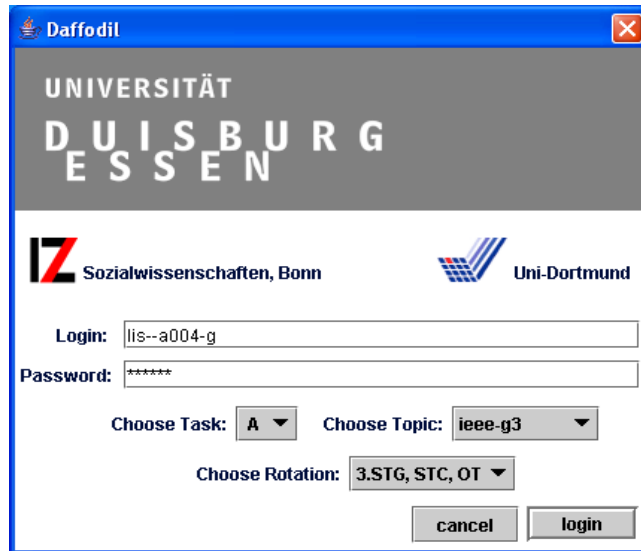 Daffodil
UNIVERSITÄT
DUISBURG
ESSEN
IZ Sozialwissenschaften, Bonn Uni-Dortmund
Login: lis--a004-g
Password: ******
Choose Task: A Choose Topic: ieee-g3
Choose Rotation: 3.STG, STC, OT
cancel login